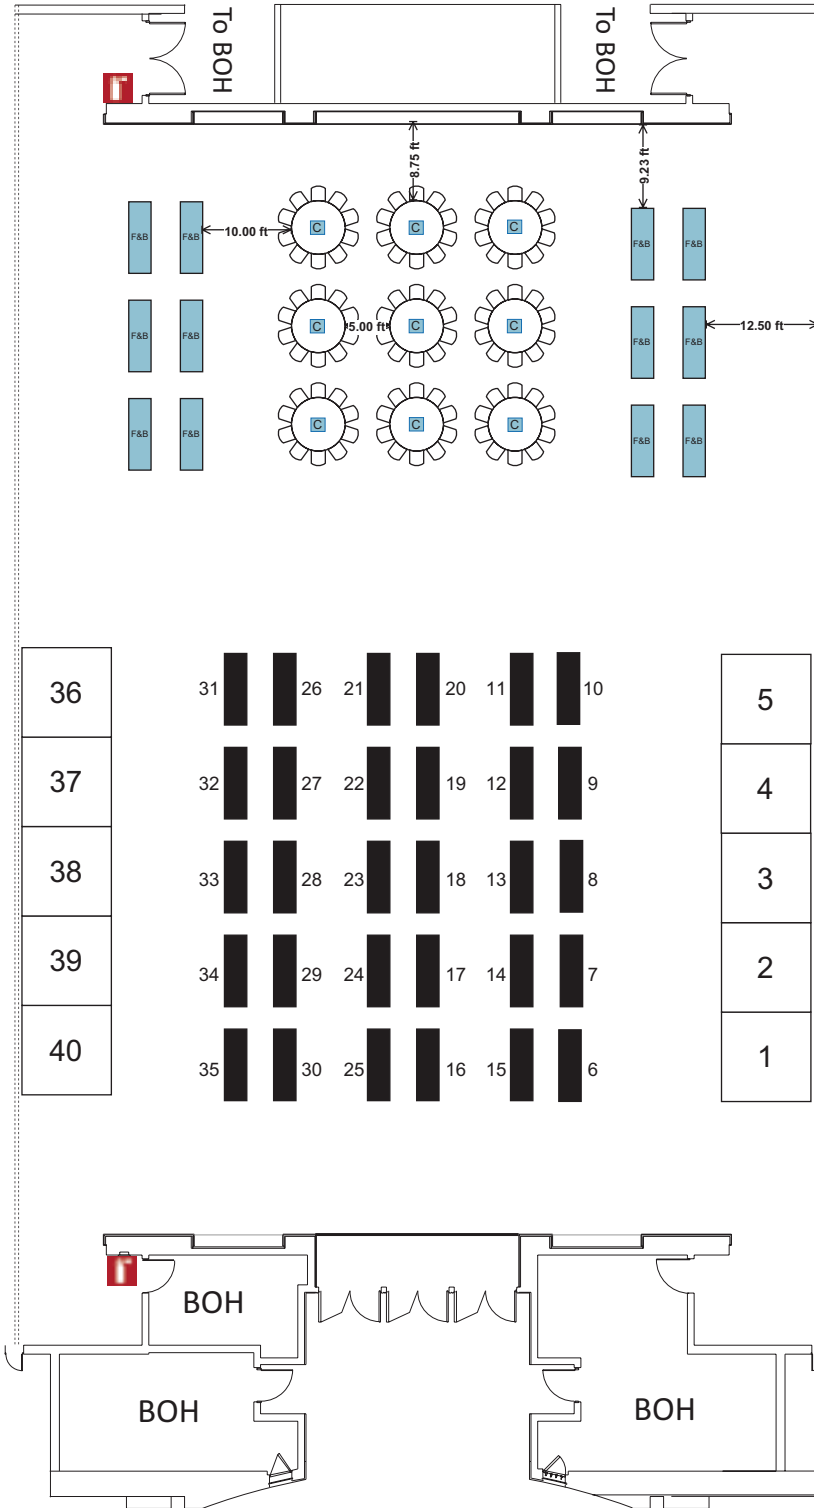 To BOH
To BOH
8.75 ft
9.23 ft
F&B
F&B
10.00 ft
C
C
C
F&B
F&B
F&B
F&B
5.00 ft
C
C
C
F&B
F&B
12.50 ft
F&B
F&B
C
C
C
F&B
F&B
36
31
26
21
20
11
10
5
37
32
27
22
19
12
9
4
38
33
28
23
18
13
8
3
39
34
29
24
17
14
7
2
40
35
30
25
16
15
6
1
BOH
BOH
BOH